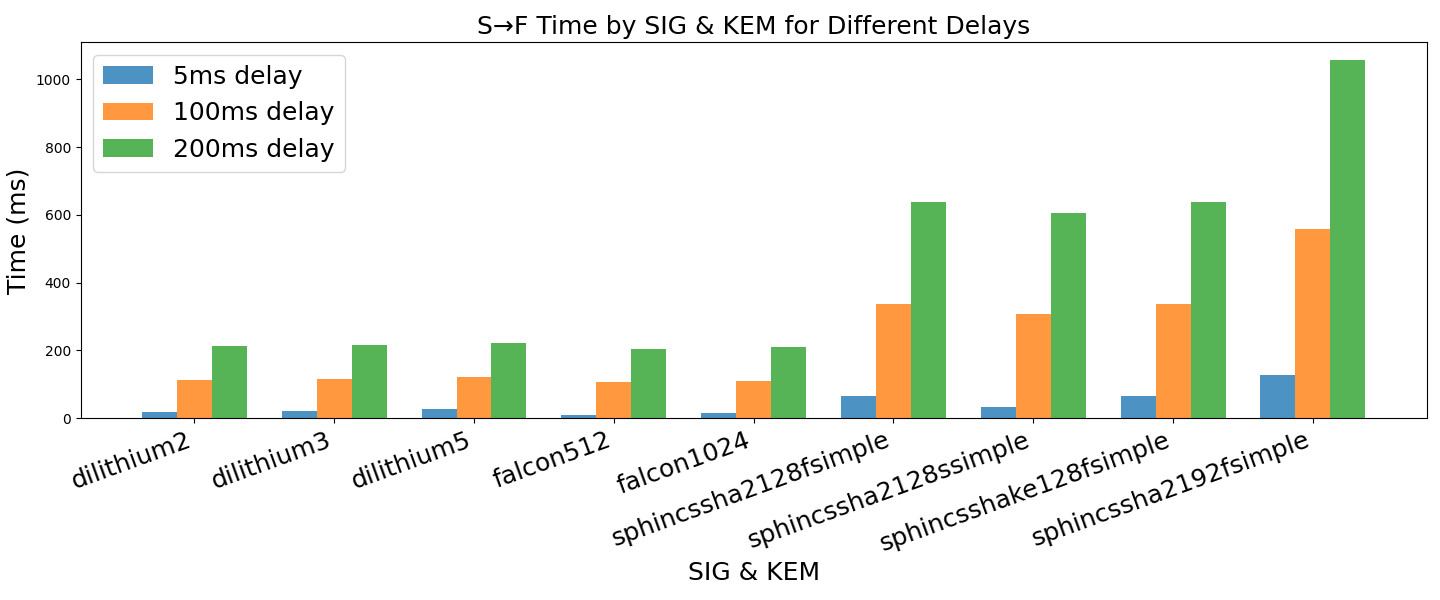 S→F Time by SIG & KEM for Different Delays
5ms delay
100ms delay
200ms delay
Time (ms)
1000
800
600
400
200
0
dilithium2
dilithium3
dilithium5
falcon512
falcon1024
sphincssha2128fsimple
sphincssha2128ssimple
sphincsshake128fsimple
sphincssha2192fsimple
SIG & KEM